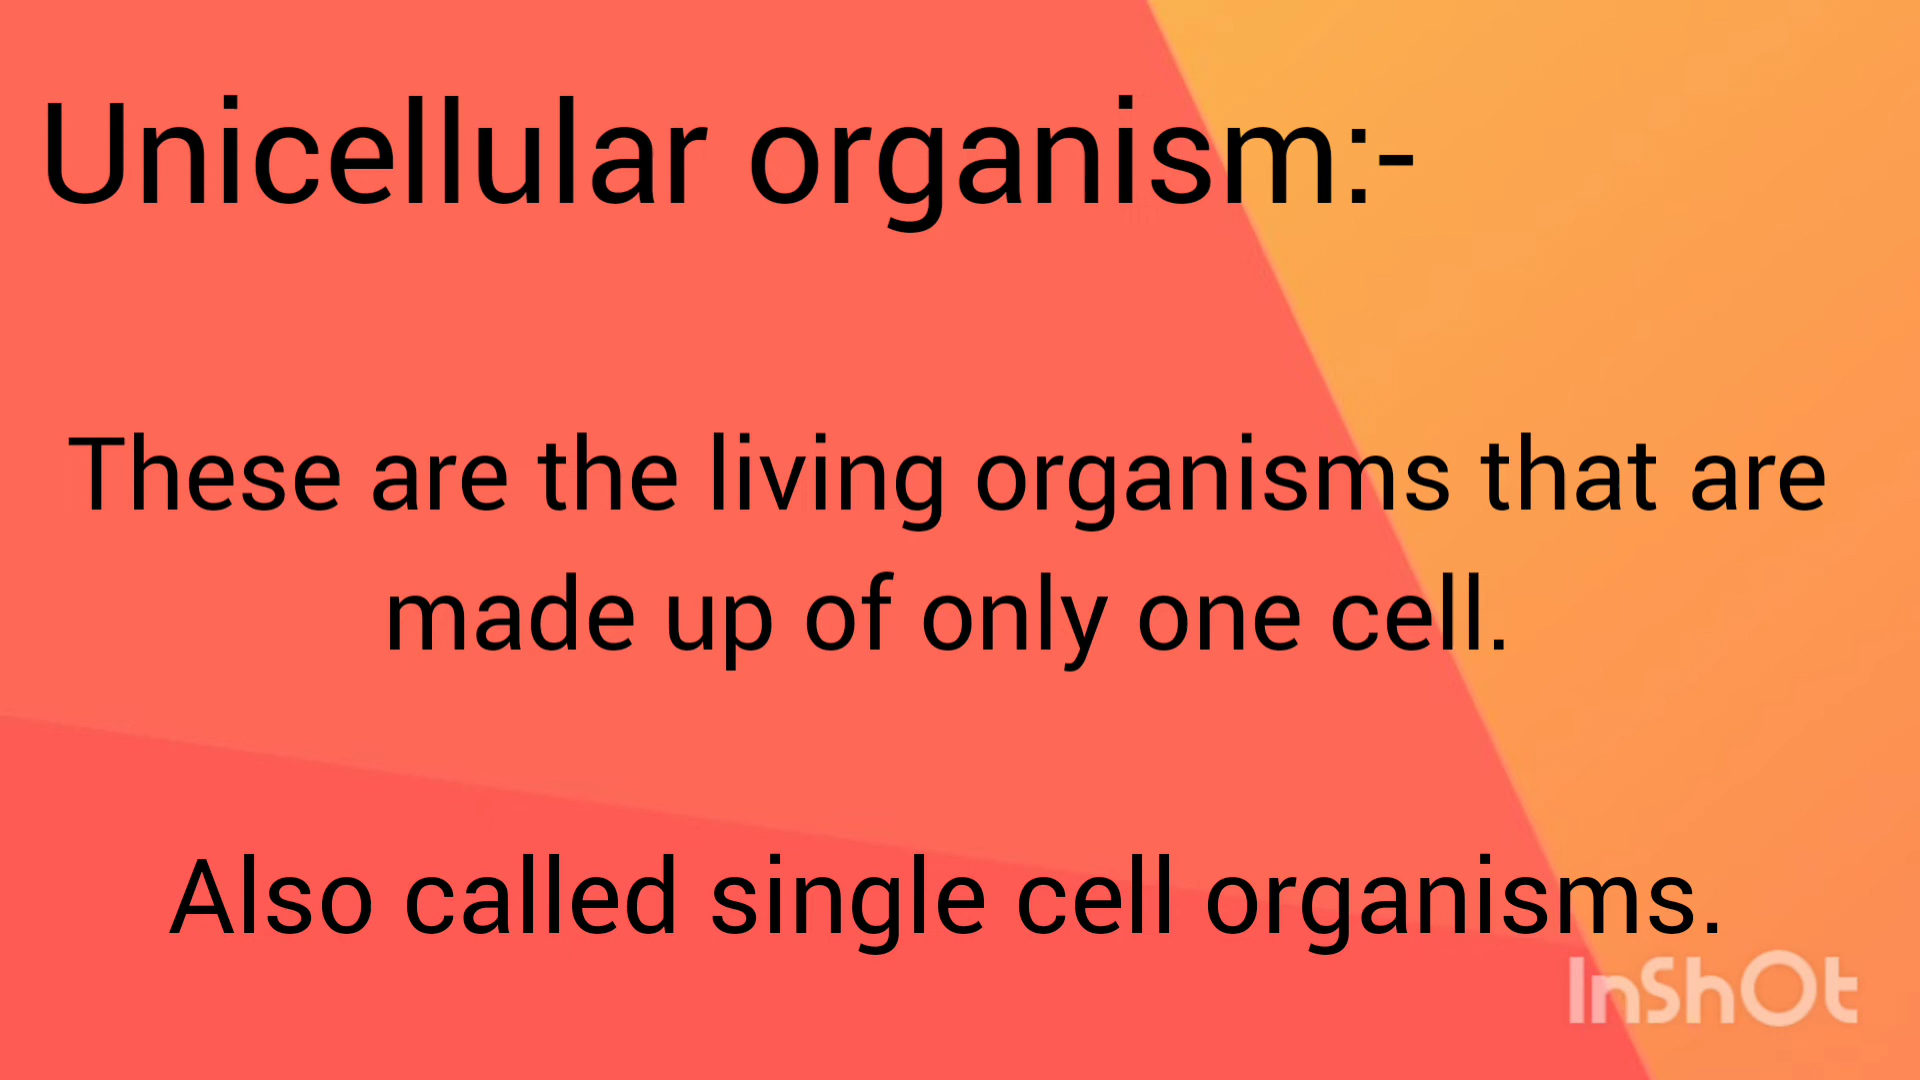 Unicellular organism:-
These are the living organisms that are
made up of only one cell.
Also called single cell organisms.
InShOt